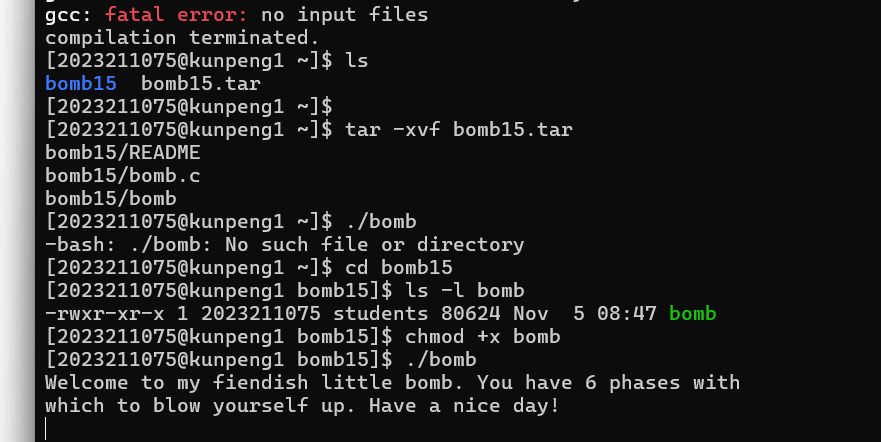 gcc: fatal error: no input files
compilation terminated.
[2023211075@kunpeng1 ~]$ ls
bomb15  bomb15.tar
[2023211075@kunpeng1 ~]$
[2023211075@kunpeng1 ~]$ tar -xvf bomb15.tar
bomb15/README
bomb15/bomb.c
bomb15/bomb
[2023211075@kunpeng1 ~]$ ./bomb
-bash: ./bomb: No such file or directory
[2023211075@kunpeng1 ~]$ cd bomb15
[2023211075@kunpeng1 bomb15]$ ls -l bomb
-rwxr-xr-x 1 2023211075 students 80624 Nov  5 08:47 bomb
[2023211075@kunpeng1 bomb15]$ chmod +x bomb
[2023211075@kunpeng1 bomb15]$ ./bomb
Welcome to my fiendish little bomb. You have 6 phases with
which to blow yourself up. Have a nice day!